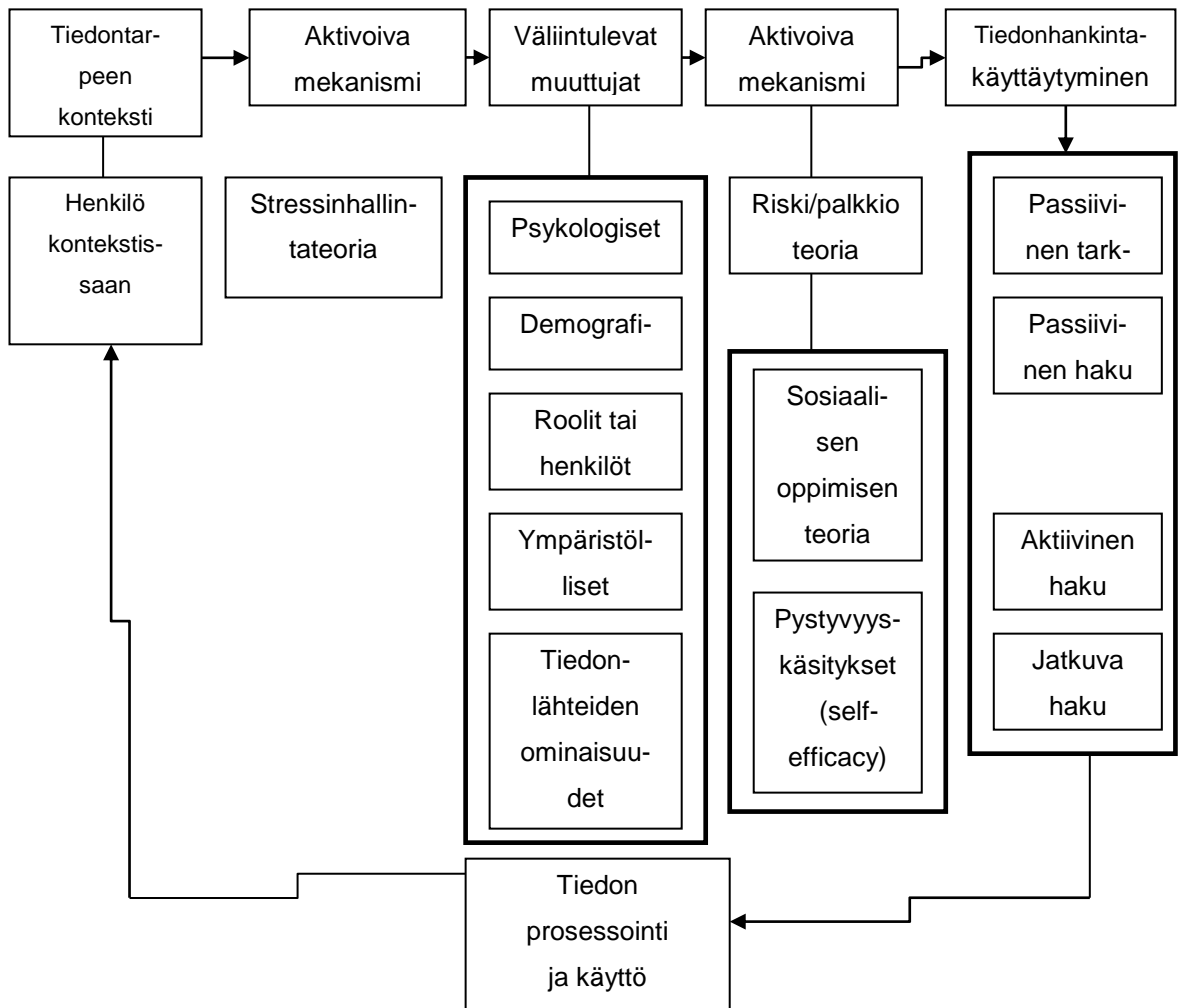 Tiedontar-
peen
konteksti
Aktivoiva
mekanismi
Väliintulevat
muuttujat
Aktivoiva
mekanismi
Tiedonhankinta-
käyttäytyminen
Henkilö
kontekstis-
saan
Stressinhallin-
tateoria
Psykologiset
Demografi-
Roolit tai
henkilöt
Ympäristöl-
liset
Tiedon-
lähteiden
ominaisuu-
det
Riski/palkkio
teoria
Sosiaali-
sen
oppimisen
teoria
Pystyvyys-
käsitykset
(self-
efficacy)
Passiivi-
nen tark-
Passiivi-
nen haku
Aktiivinen
haku
Jatkuva
haku
Tiedon
prosessointi
ja käyttö